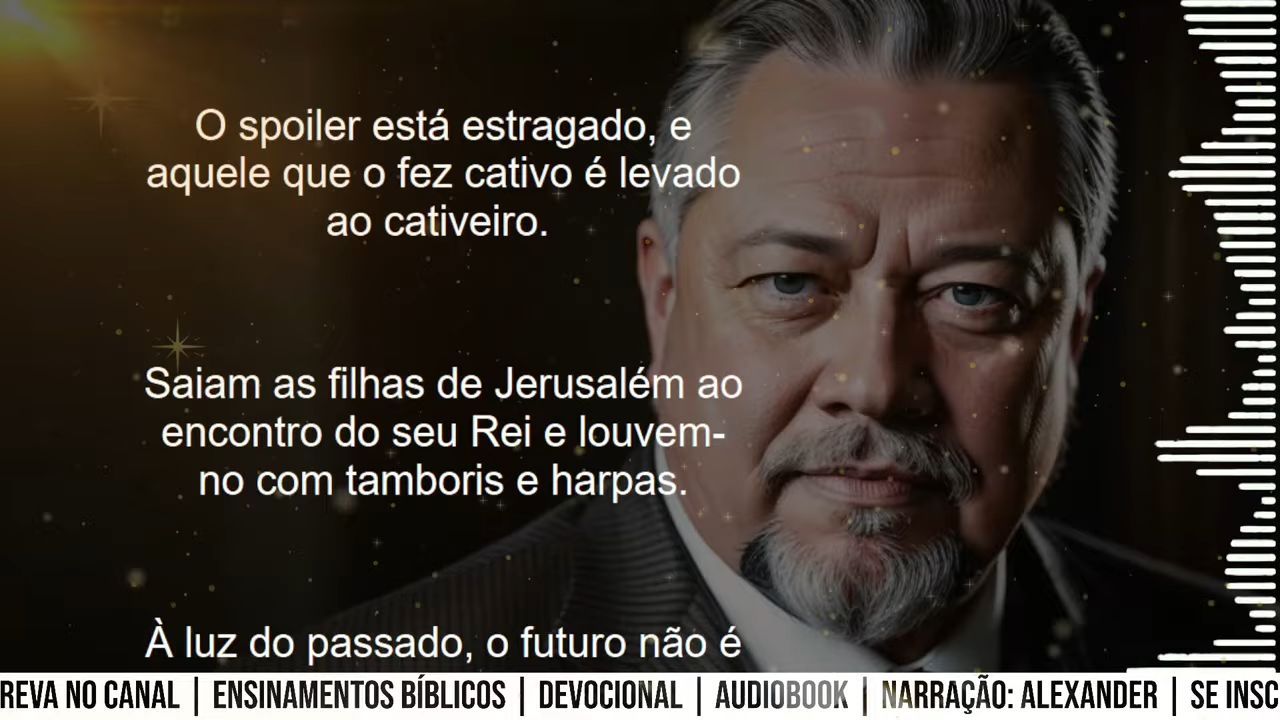 O spoiler está estragado, e
aquele que o fez cativo é levado
ao cativeiro.
Saiam as filhas de Jerusalém ao
encontro do seu Rei e louvem-
no com tamboris e harpas.
À luz do passado, o futuro não é
REVA NO CANAL | ENSINAMENTOS BÍBLICOS | DEVOCIONAL | AUDIOBOOK | NARRAÇÃO: ALEXANDER | SE INSC